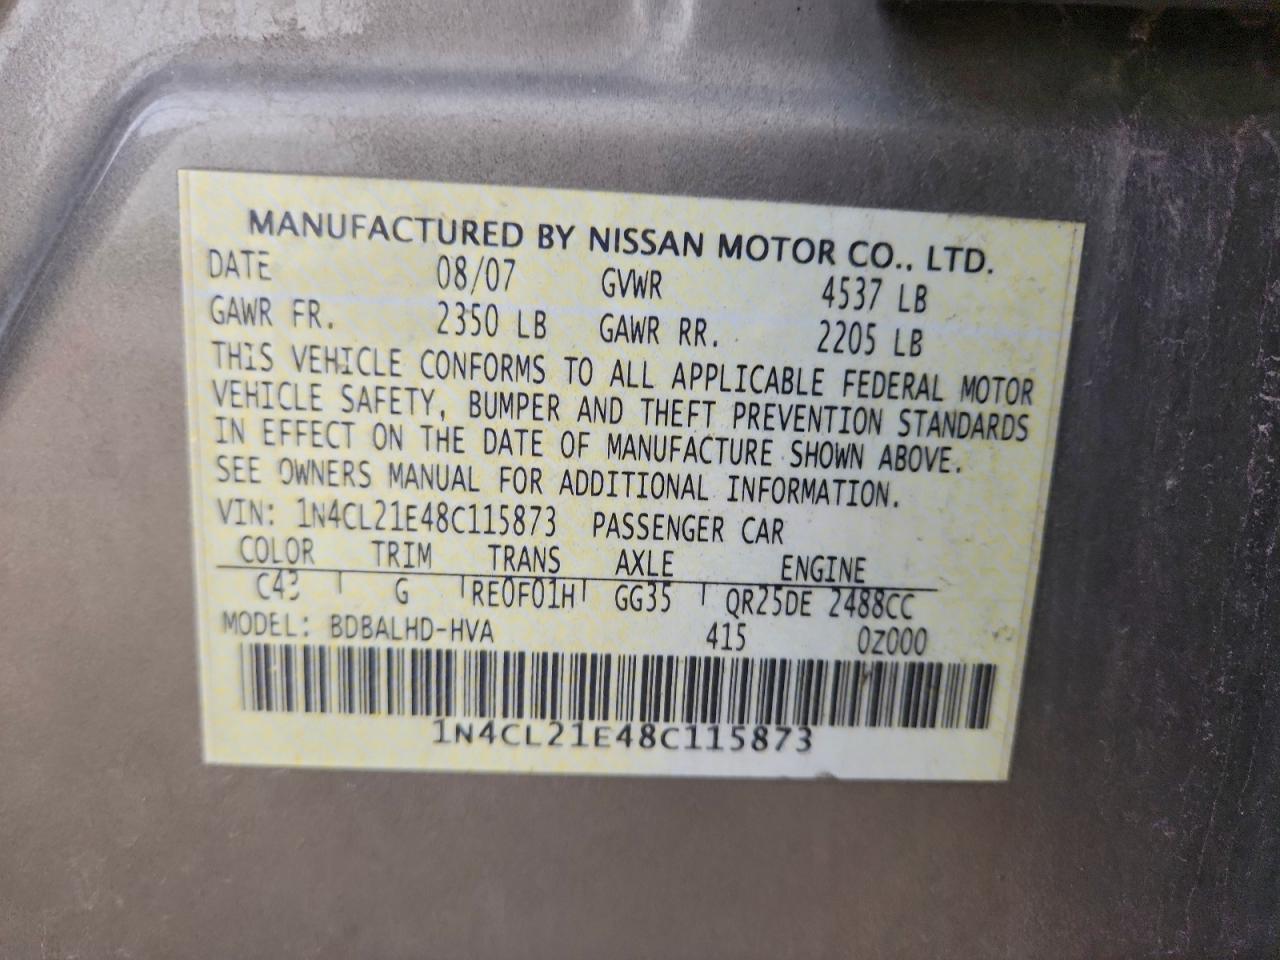 MANUFACTURED BY NISSAN MOTOR CO., LTD.
DATE 08/07 GVWR 4537 LB
GAWR FR. 2350 LB GAWR RR. 2205 LB
THIS VEHICLE CONFORMS TO ALL APPLICABLE FEDERAL MOTOR
VEHICLE SAFETY, BUMPER AND THEFT PREVENTION STANDARDS
IN EFFECT ON THE DATE OF MANUFACTURE SHOWN ABOVE.
SEE OWNERS MANUAL FOR ADDITIONAL INFORMATION.
VIN: 1N4CL21E48C115873 PASSENGER CAR
COLOR TRIM TRANS AXLE ENGINE
G RE0F01H GG35 QR25DE 2488CC
MODEL: BDBALHD-HVA 415 0Z000
1N4CL21E48C115873